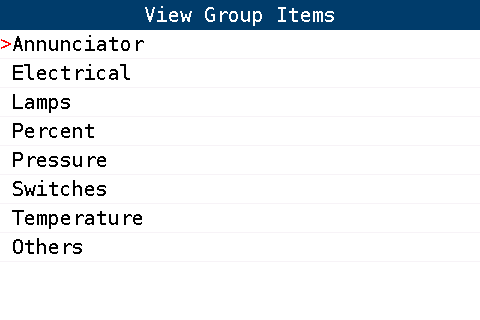 View Group Items
>Annunciator
Electrical
Lamps
Percent
Pressure
Switches
Temperature
Others